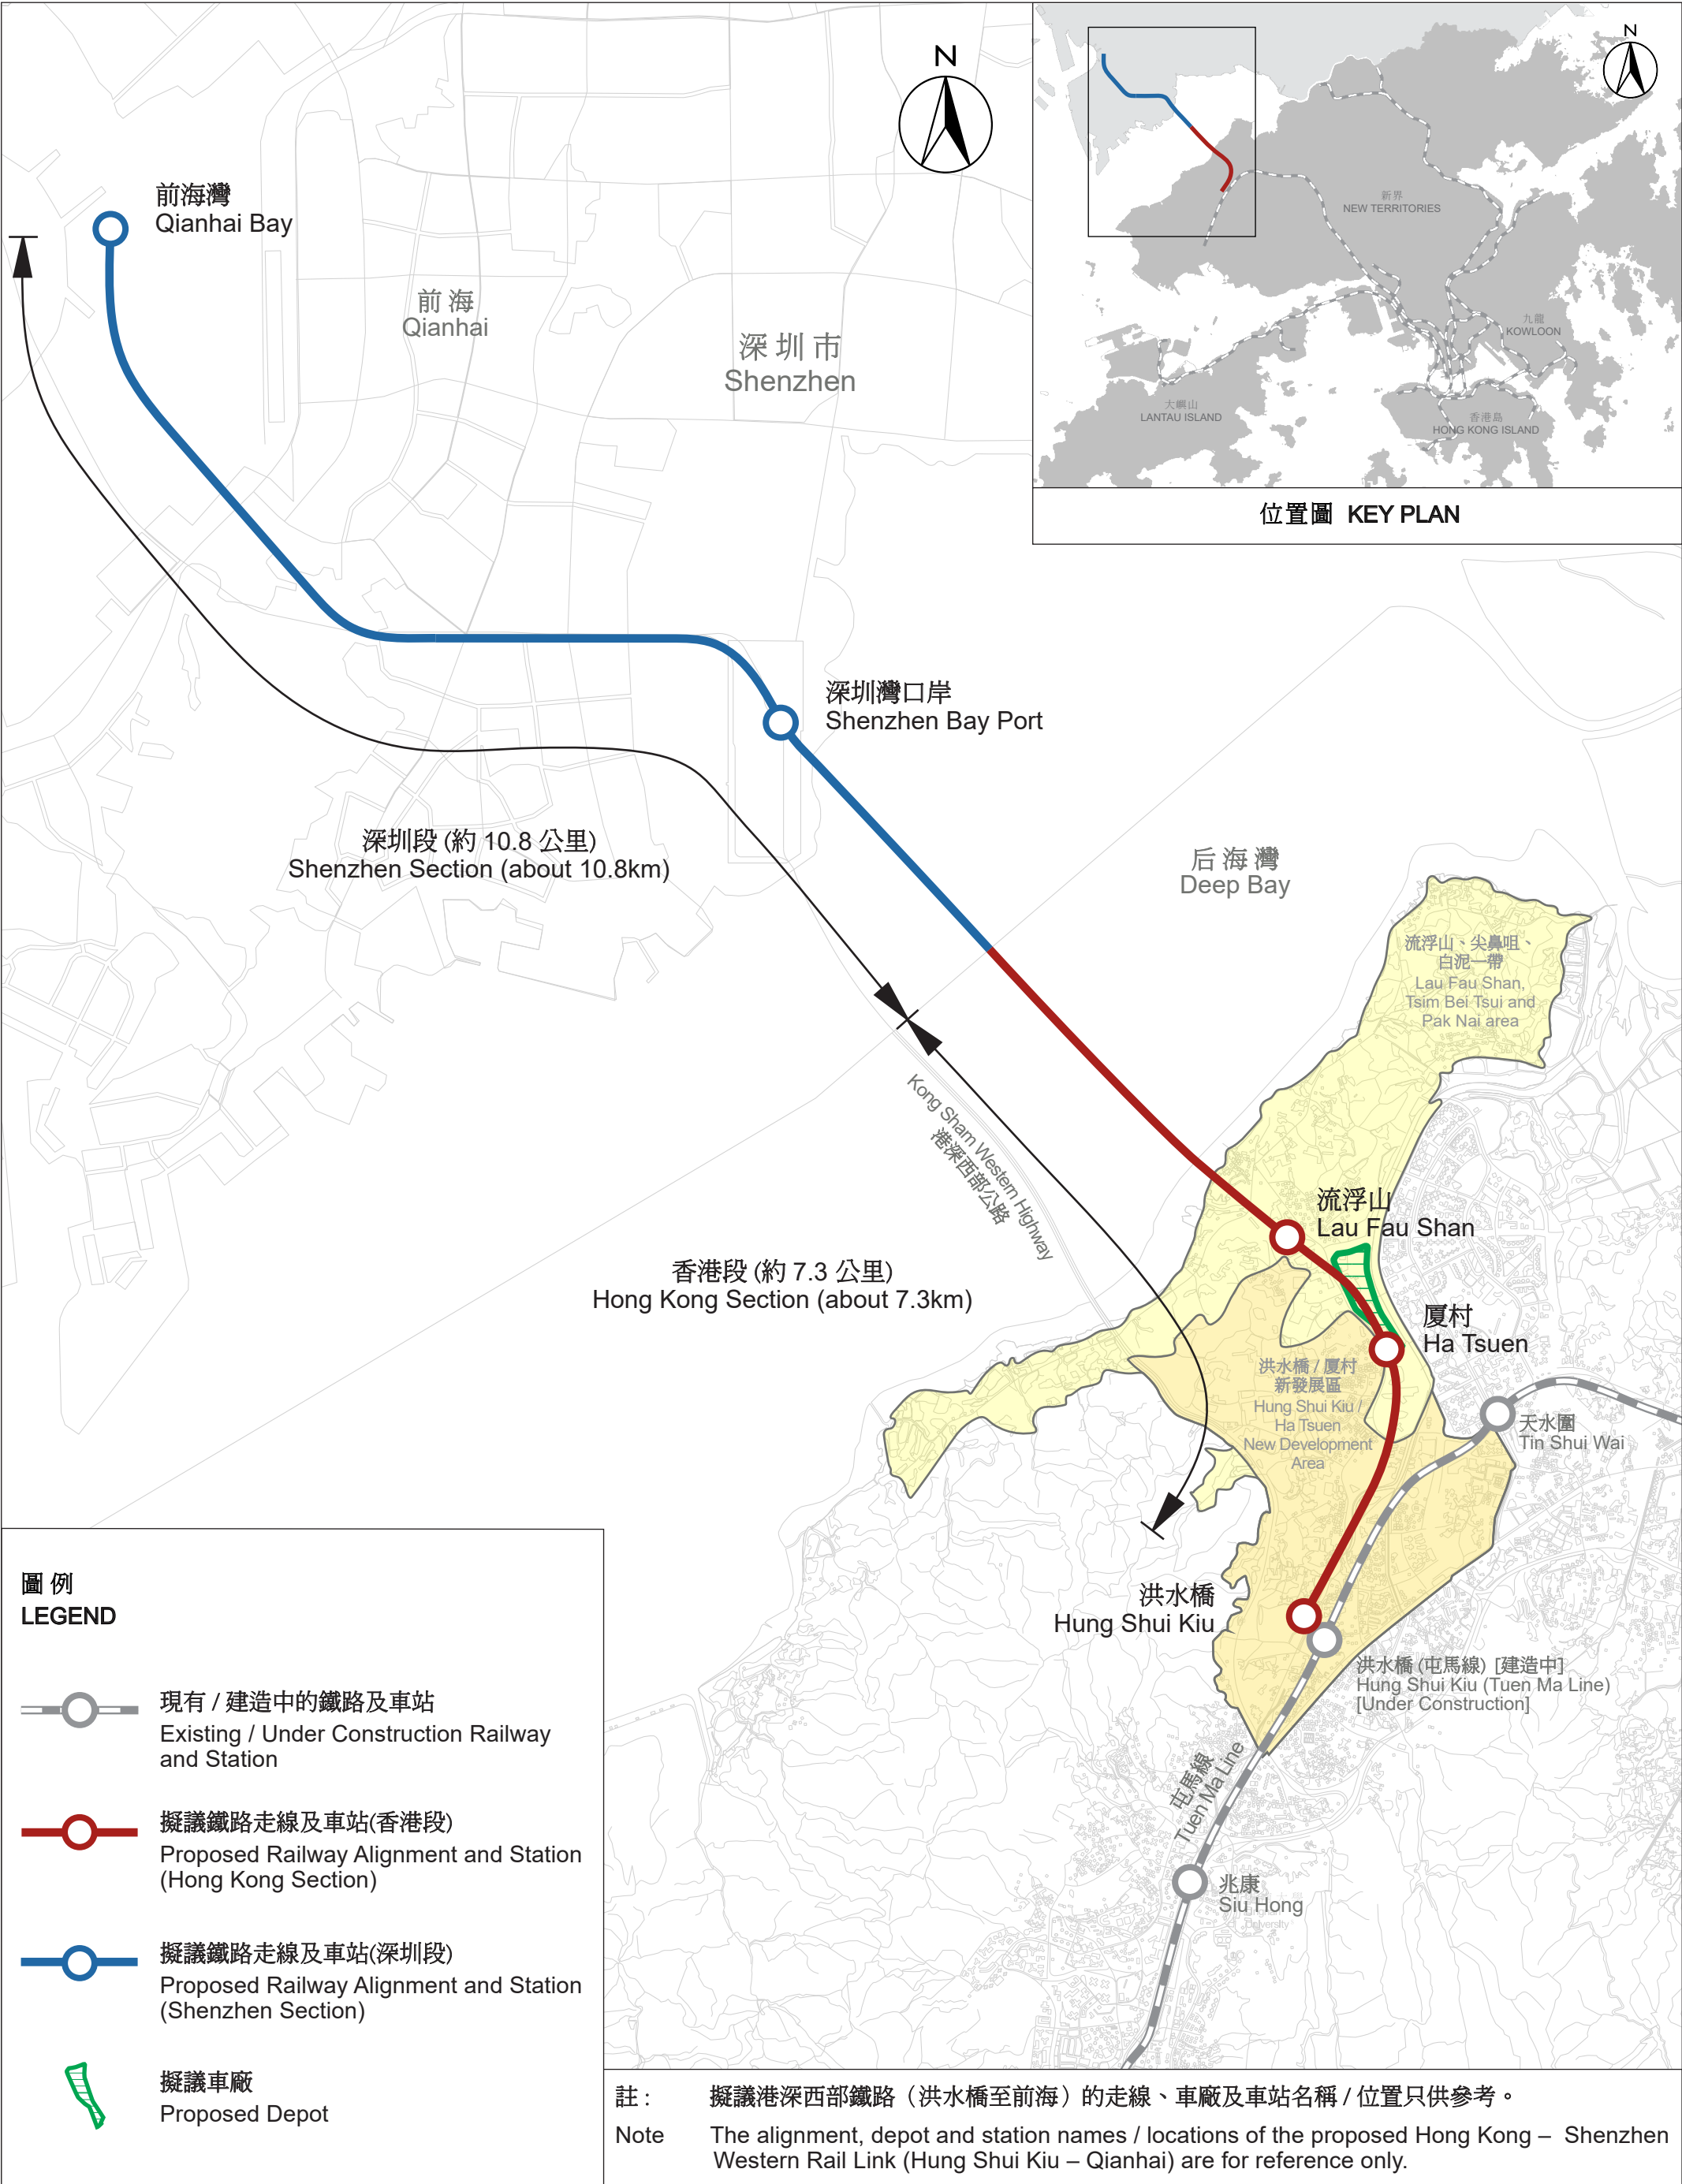 N
前海灣
Qianhai Bay
前海
Qianhai
深圳市
Shenzhen
N
新界
NEW TERRITORIES
九龍
KOWLOON
大嶼山
LANTAU ISLAND
香港島
HONG KONG ISLAND
位置圖 KEY PLAN
深圳灣口岸
Shenzhen Bay Port
深圳段 (約 10.8 公里)
Shenzhen Section (about 10.8km)
后海灣
Deep Bay
流浮山、尖鼻咀、
白泥一帶
Lau Fau Shan,
Tsim Bei Tsui and
Pak Nai area
Kong Sham Western Highway
港深西部公路
流浮山
Lau Fau Shan
香港段 (約 7.3 公里)
Hong Kong Section (about 7.3km)
厦村
Ha Tsuen
洪水橋 / 厦村
新發展區
Hung Shui Kiu /
Ha Tsuen
New Development
Area
天水圍
Tin Shui Wai
洪水橋
Hung Shui Kiu
洪水橋 (屯馬線) [建造中]
Hung Shui Kiu (Tuen Ma Line)
[Under Construction]
屯馬線
Tuen Ma Line
兆康
Siu Hong
University
圖例
LEGEND
現有 / 建造中的鐵路及車站
Existing / Under Construction Railway
and Station
擬議鐵路走線及車站(香港段)
Proposed Railway Alignment and Station
(Hong Kong Section)
擬議鐵路走線及車站(深圳段)
Proposed Railway Alignment and Station
(Shenzhen Section)
擬議車廠
Proposed Depot
註 : 擬議港深西部鐵路（洪水橋至前海）的走線、車廠及車站名稱 / 位置只供參考。
Note The alignment, depot and station names / locations of the proposed Hong Kong – Shenzhen
Western Rail Link (Hung Shui Kiu – Qianhai) are for reference only.